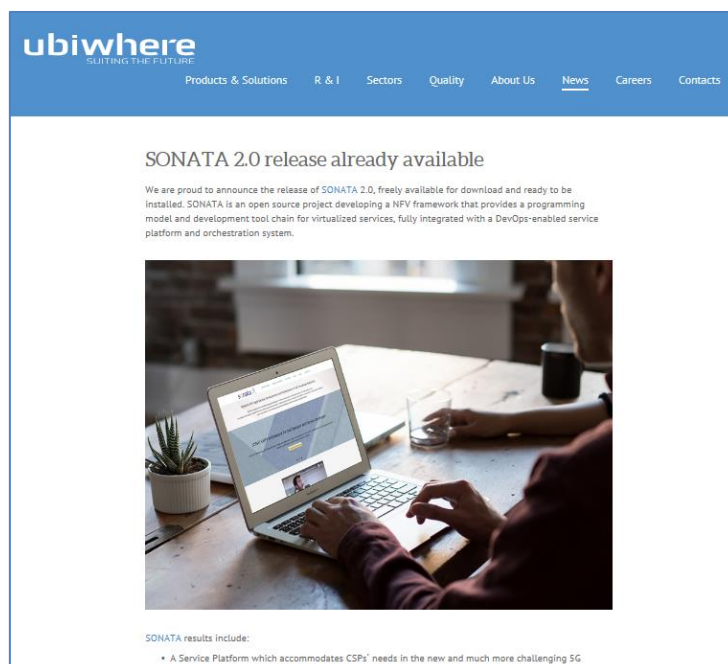 ubiwhere
SUITING THE FUTURE
Products & Solutions R & I Sectors Quality About Us News Careers Contacts
SONATA 2.0 release already available
We are proud to announce the release of SONATA 2.0, freely available for download and ready to be
installed. SONATA is an open source project developing a NFV framework that provides a programming
model and development tool chain for virtualized services, fully integrated with a DevOps-enabled service
platform and orchestration system.
SONATA results include:
• A Service Platform which accommodates CSPs' needs in the new and much more challenging 5G